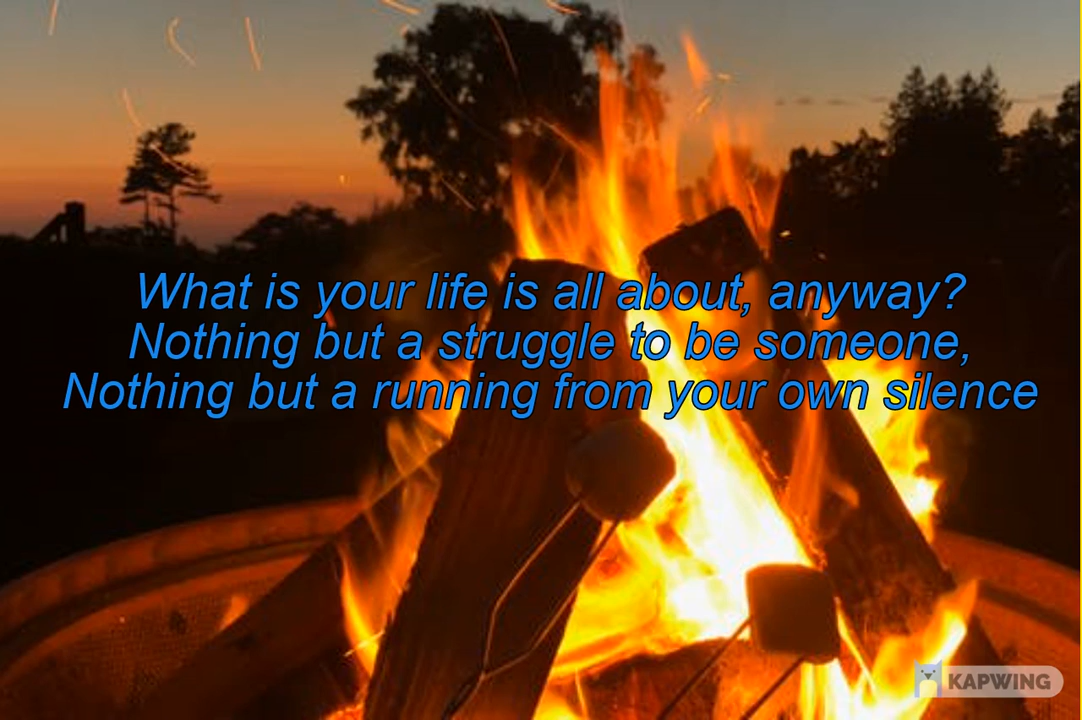 What is your life is all about, anyway?
Nothing but a struggle to be someone,
Nothing but a running from your own silence
KAPWING